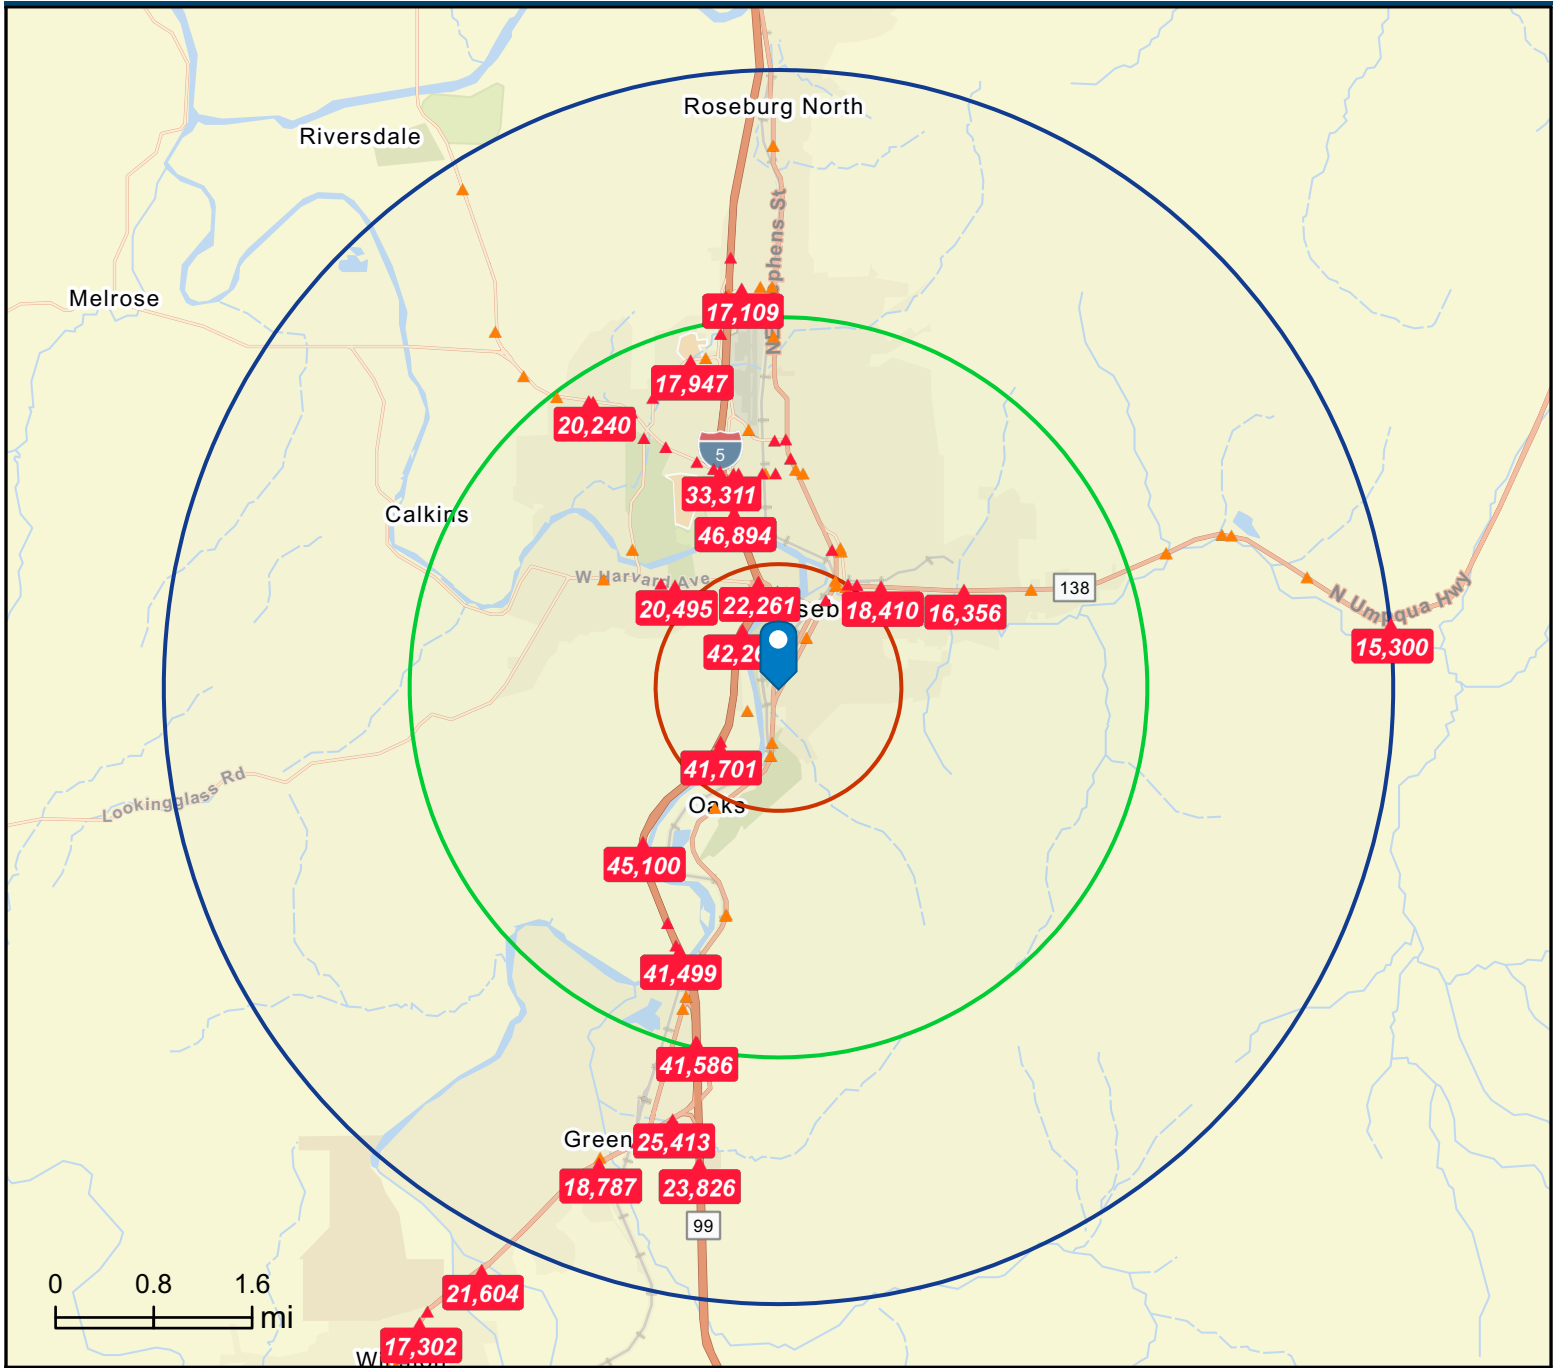 Roseburg North
Riversdale
Melrose
17,109
17,947
20,240
5
33,311
Calkins
46,894
W Harvard Ave
20,495
22,261
18,410
16,356
138
N Umpqua Hwy
15,300
41,701
Lookingglass Rd
Oaks
45,100
41,499
41,586
Green
25,413
18,787
23,826
99
0 0.8 1.6
mi
21,604
17,302